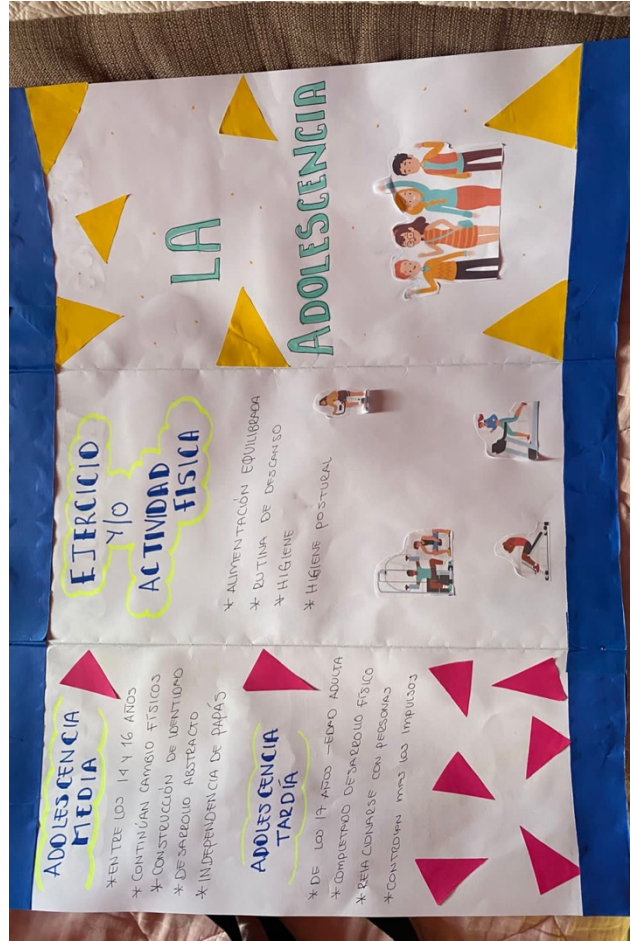 ADOLESCENCIA
MEDIA
* ENTRE LOS 14 Y 16 AÑOS
* CONTINÚAN CAMBIO FÍSICOS
* CONSTRUCCIÓN DE IDENTIDAD
* DESARROLLO ABSTRACTO
* INDEPENDENCIA DE PAPÁS
ADOLESCENCIA
TARDÍA
* DE LOS 17 AÑOS - EDAD ADULTA
* COMPLETADO DESARROLLO FÍSICO
* RELACIONARSE CON PERSONAS
* CONTROLAN MAS LOS IMPULSOS
EJERCICIO
Y/O
ACTIVIDAD
FISICA
* ALIMENTACIÓN EQUILIBRADA
* RUTINA DE DESCANSO
* HIGIENE
* HIGIENE POSTURAL
LA
ADOLESCENCIA